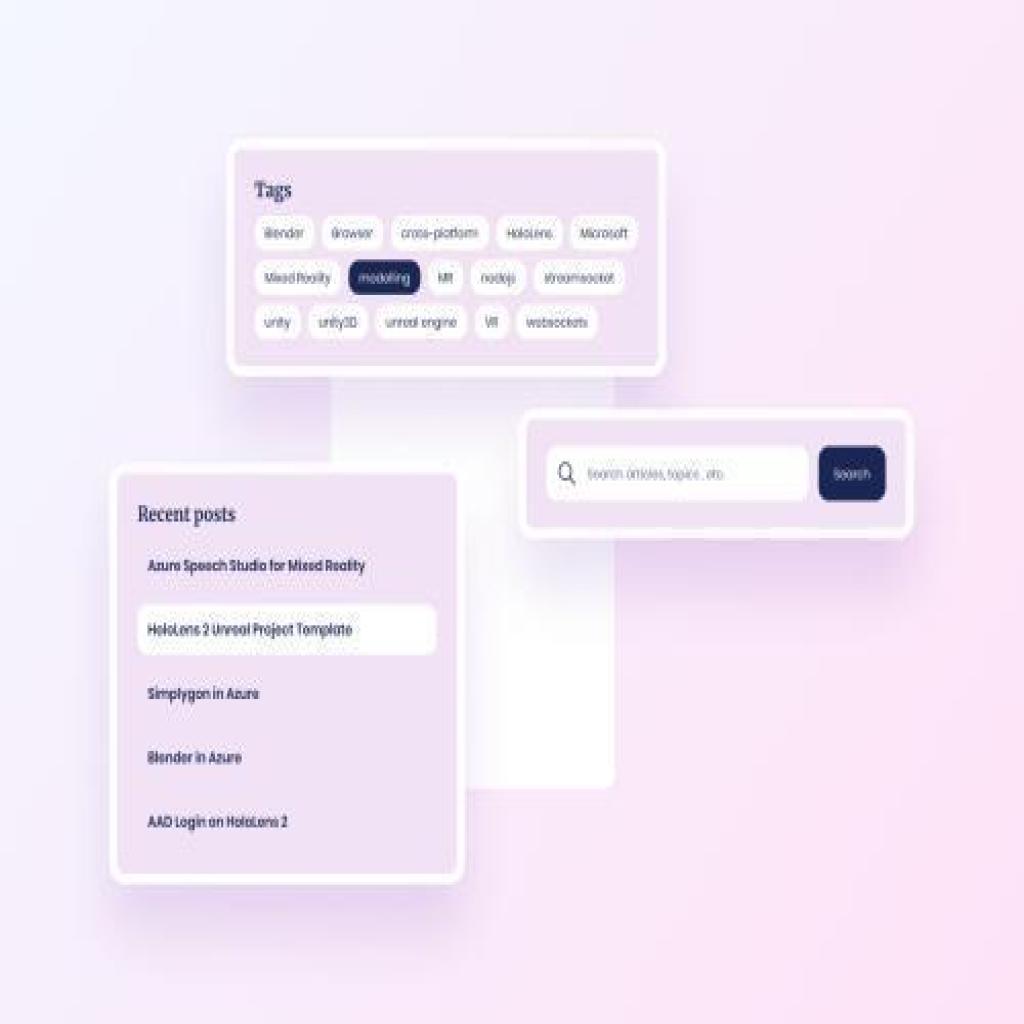 Tags
Blender Browser cross-platform HoloLens Microsoft
Mixed Reality modelling MR nodejs streamsocket
unity unity3D unreal engine VR websockets
Search articles, topics, etc. Search
Recent posts
Azure Speech Studio for Mixed Reality
HoloLens 2 Unreal Project Template
Simplygon in Azure
Blender in Azure
AAD Login on HoloLens 2